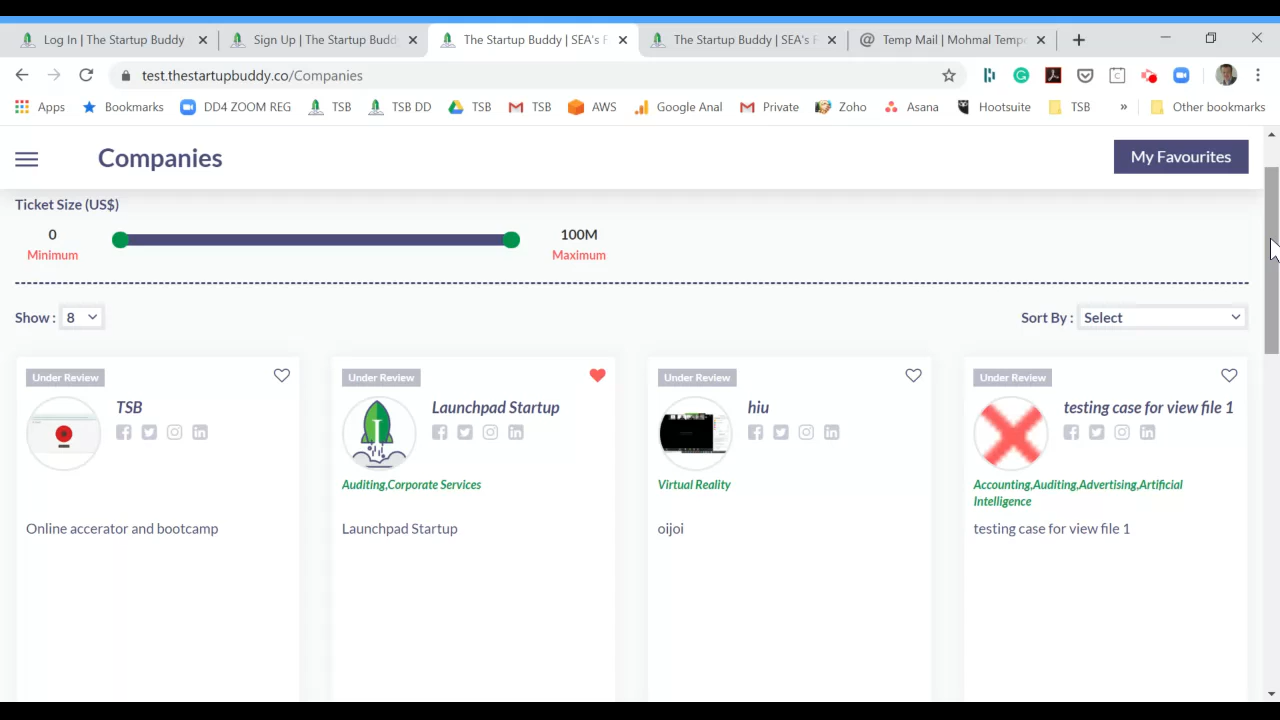 Log In | The Startup Buddy
Sign Up | The Startup Budd
The Startup Buddy | SEA's F
The Startup Buddy | SEA's F
Temp Mail | Mohmal Tempo
test.thestartupbuddy.co/Companies
Apps
Bookmarks
DD4 ZOOM REG
TSB
TSB DD
TSB
TSB
AWS
Google Anal
Private
Zoho
Asana
Hootsuite
TSB
»
Other bookmarks
Companies
My Favourites
Ticket Size (US$)
0
100M
Minimum
Maximum
Show :
8
Sort By :
Select
Under Review
TSB
Online accerator and bootcamp
Under Review
Launchpad Startup
Auditing,Corporate Services
Launchpad Startup
Under Review
hiu
Virtual Reality
oijoi
Under Review
testing case for view file 1
Accounting,Auditing,Advertising,Artificial
Intelligence
testing case for view file 1